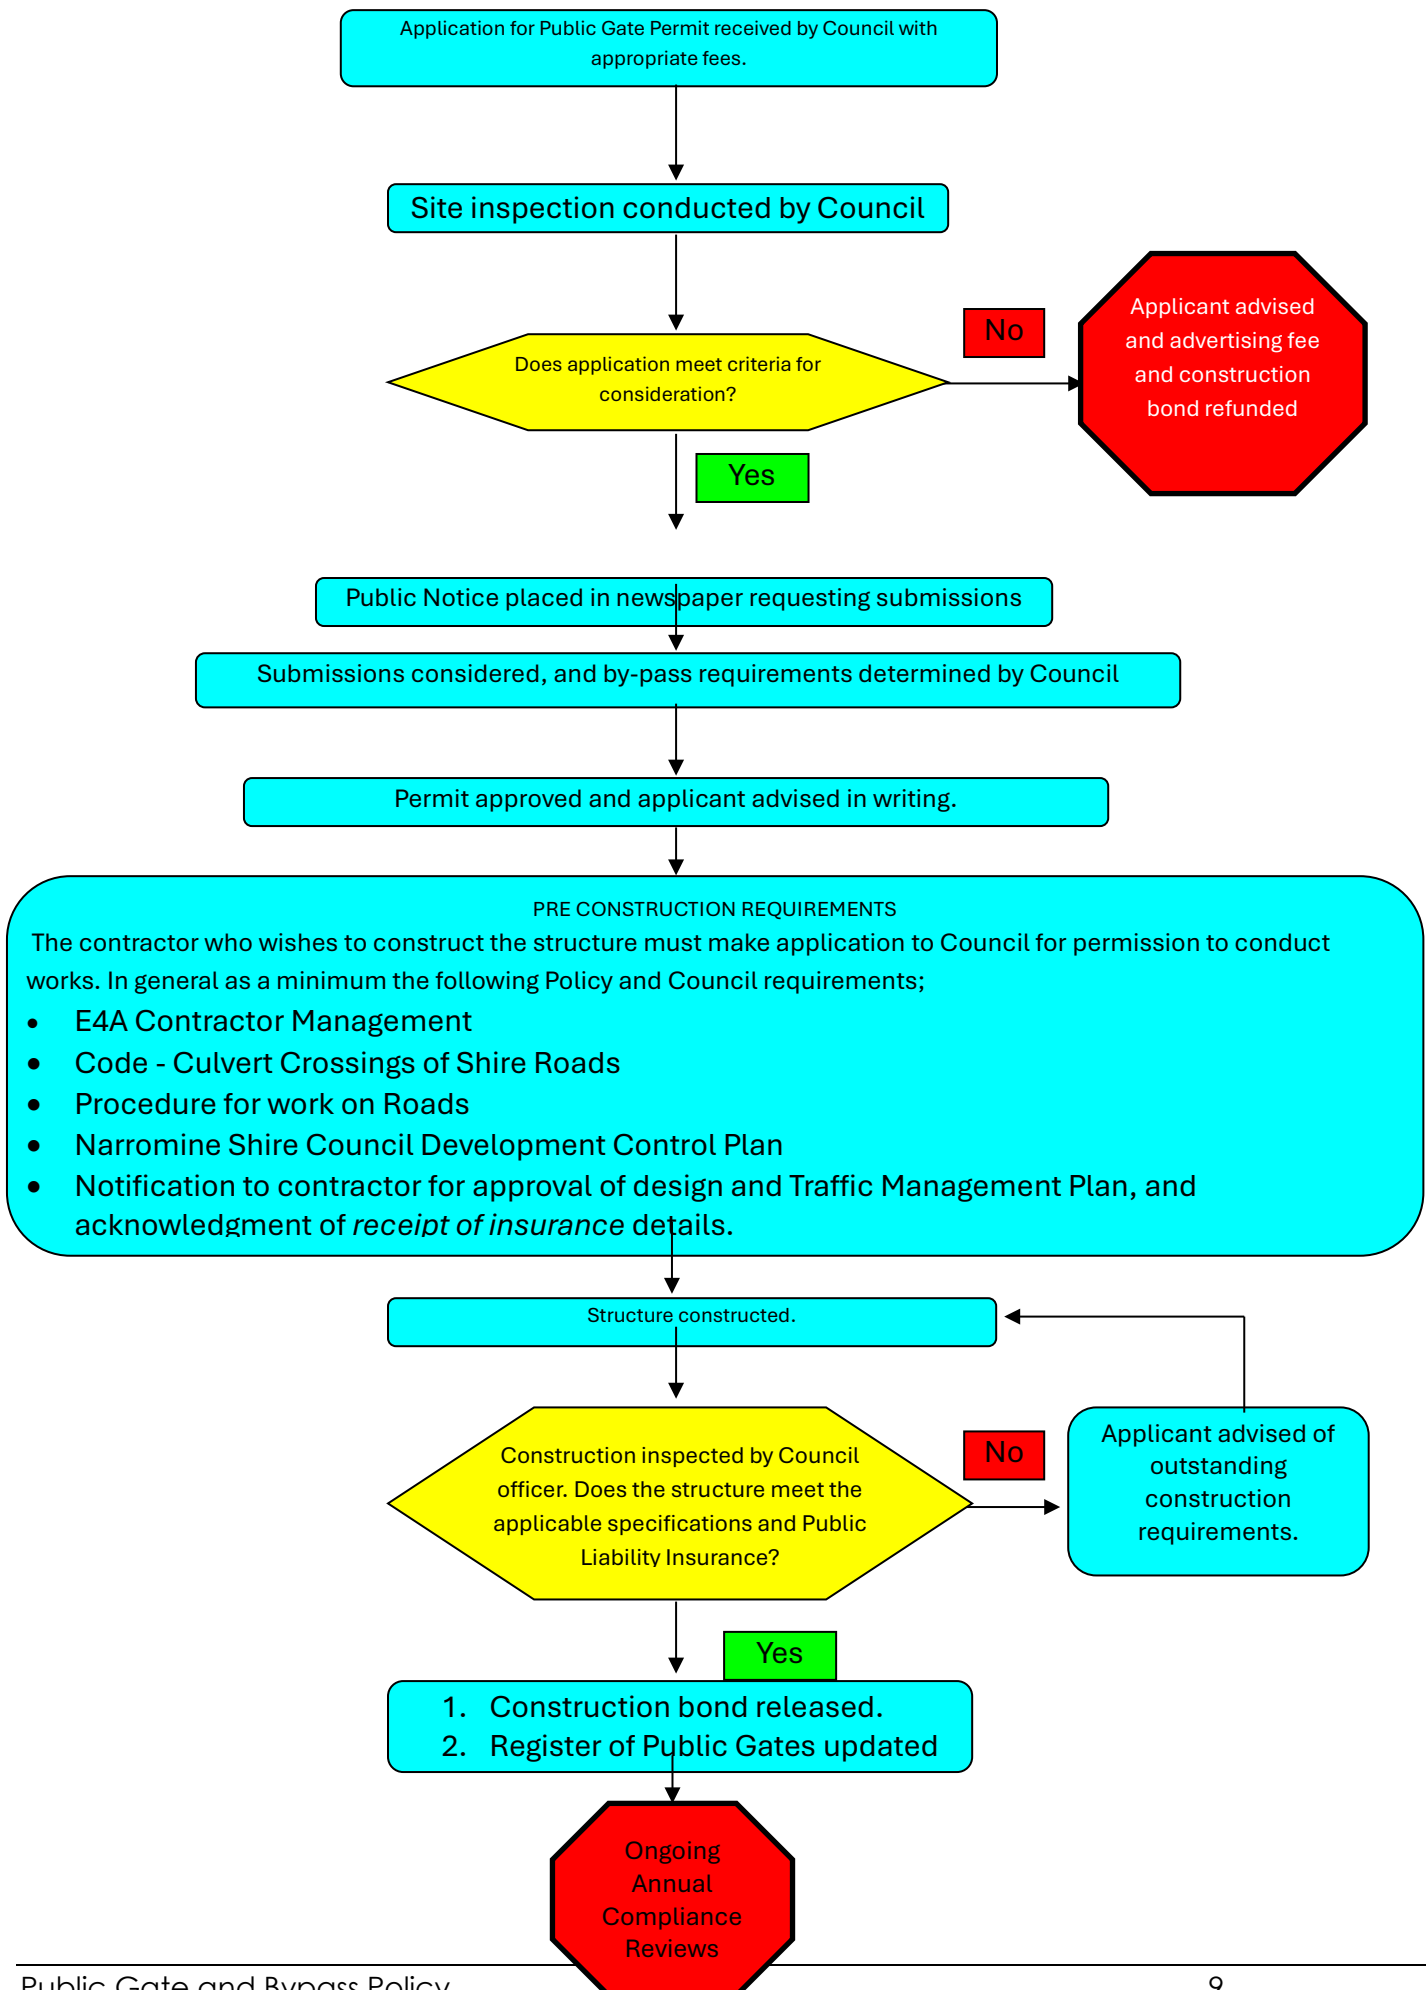 Application for Public Gate Permit received by Council with
appropriate fees.
Site inspection conducted by Council
Does application meet criteria for
consideration?
No
Applicant advised
and advertising fee
and construction
bond refunded
Yes
Public Notice placed in newspaper requesting submissions
Submissions considered, and by-pass requirements determined by Council
Permit approved and applicant advised in writing.
PRE CONSTRUCTION REQUIREMENTS
The contractor who wishes to construct the structure must make application to Council for permission to conduct
works. In general as a minimum the following Policy and Council requirements;
• E4A Contractor Management
• Code - Culvert Crossings of Shire Roads
• Procedure for work on Roads
• Narromine Shire Council Development Control Plan
• Notification to contractor for approval of design and Traffic Management Plan, and
acknowledgment of receipt of insurance details.
Structure constructed.
Construction inspected by Council
officer. Does the structure meet the
applicable specifications and Public
Liability Insurance?
No
Applicant advised of
outstanding
construction
requirements.
Yes
1. Construction bond released.
2. Register of Public Gates updated
Ongoing
Annual
Compliance
Reviews
Public Gate and Bypass Policy 9